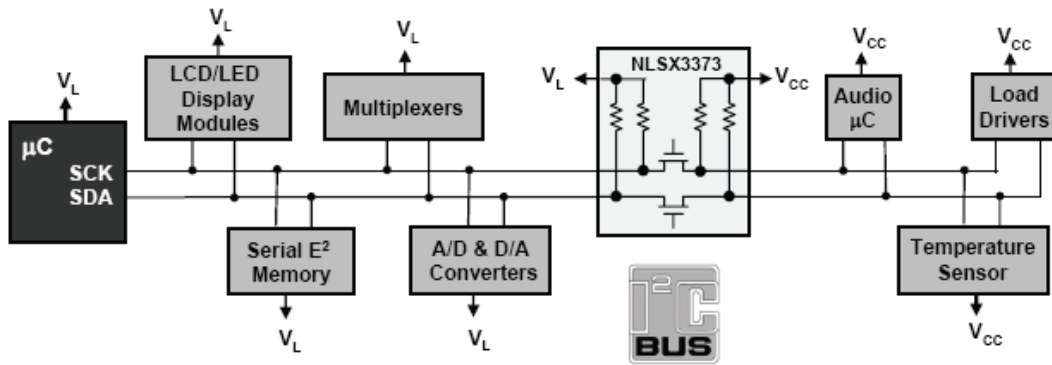 V_L
μC
SCK
SDA
V_L
LCD/LED
Display
Modules
V_L
Multiplexers
Serial E²
Memory
V_L
A/D & D/A
Converters
V_L
NLSX3373
V_L
V_CC
V_CC
Audio
μC
V_CC
Load
Drivers
Temperature
Sensor
V_CC
I²C
BUS